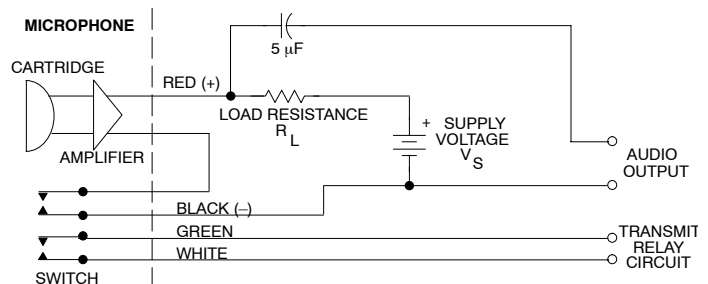 MICROPHONE
CARTRIDGE
AMPLIFIER
RED (+)
5 μF
LOAD RESISTANCE
R L
+ SUPPLY
VOLTAGE
V S
AUDIO
OUTPUT
BLACK (–)
GREEN
WHITE
SWITCH
TRANSMIT
RELAY
CIRCUIT